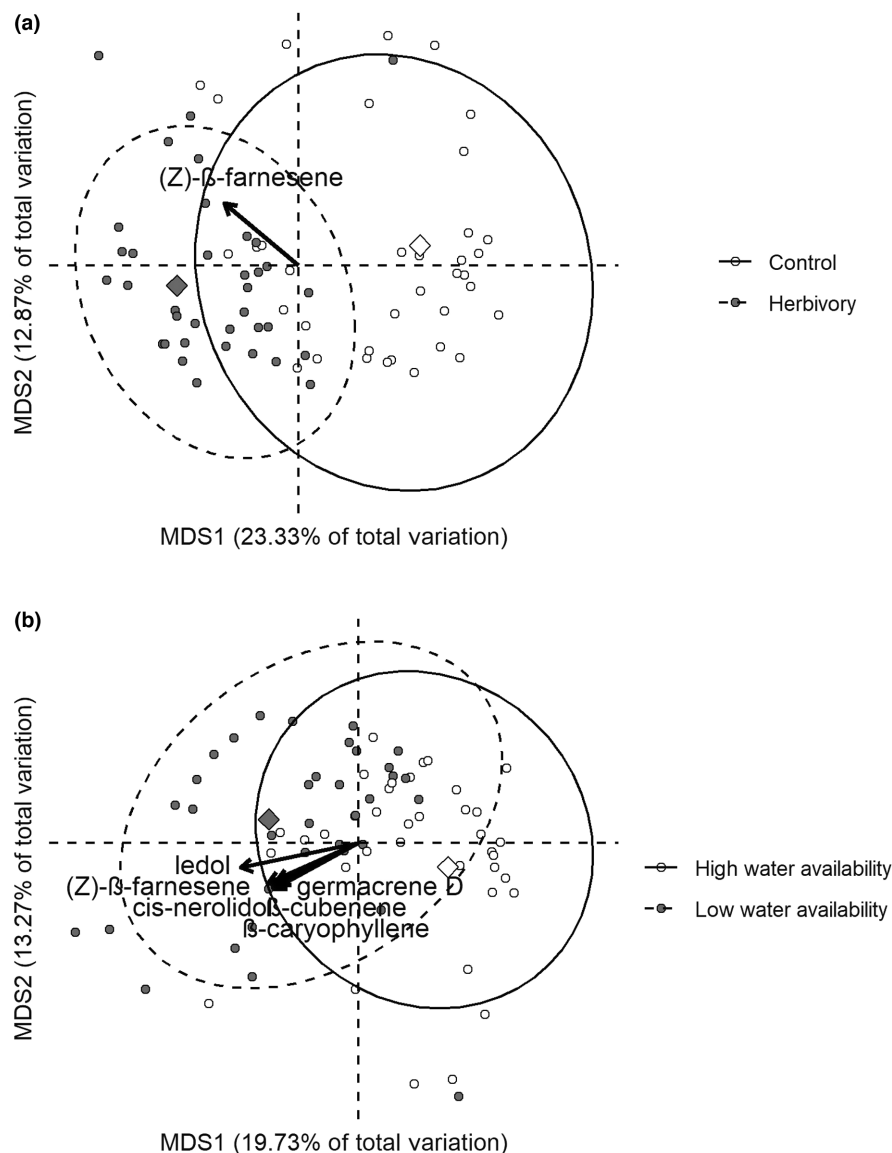 (a)
MDS2 (12.87% of total variation)
(Z)-ß-farnesene
Control
Herbivory
MDS1 (23.33% of total variation)
(b)
MDS2 (13.27% of total variation)
ledol
(Z)-ß-farnesene
germacrene D
cis-nerolidol
ß-cubenene
ß-caryophyllene
High water availability
Low water availability
MDS1 (19.73% of total variation)